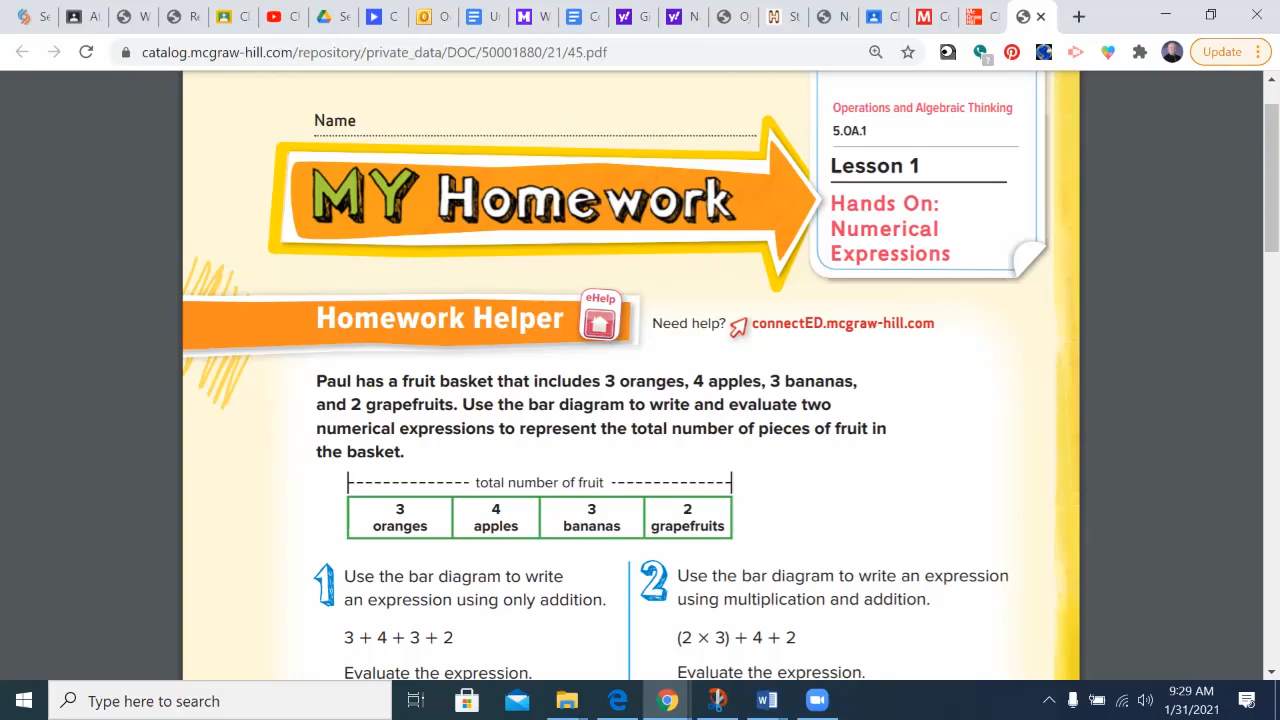 Se
W
Re
Cl
C
Se
C
O
U
W
C
G
N
O
St
N
C
C
C
catalog.mcgraw-hill.com/repository/private_data/DOC/50001880/21/45.pdf
Update
Name
Operations and Algebraic Thinking
5.OA.1
Lesson 1
Hands On:
Numerical
Expressions
MY Homework
Homework Helper
eHelp
Need help? connectED.mcgraw-hill.com
Paul has a fruit basket that includes 3 oranges, 4 apples, 3 bananas,
and 2 grapefruits. Use the bar diagram to write and evaluate two
numerical expressions to represent the total number of pieces of fruit in
the basket.
total number of fruit
3 oranges
4 apples
3 bananas
2 grapefruits
1 Use the bar diagram to write
an expression using only addition.
3 + 4 + 3 + 2
Evaluate the expression.
2 Use the bar diagram to write an expression
using multiplication and addition.
(2 × 3) + 4 + 2
Evaluate the expression.
Type here to search
9:29 AM
1/31/2021